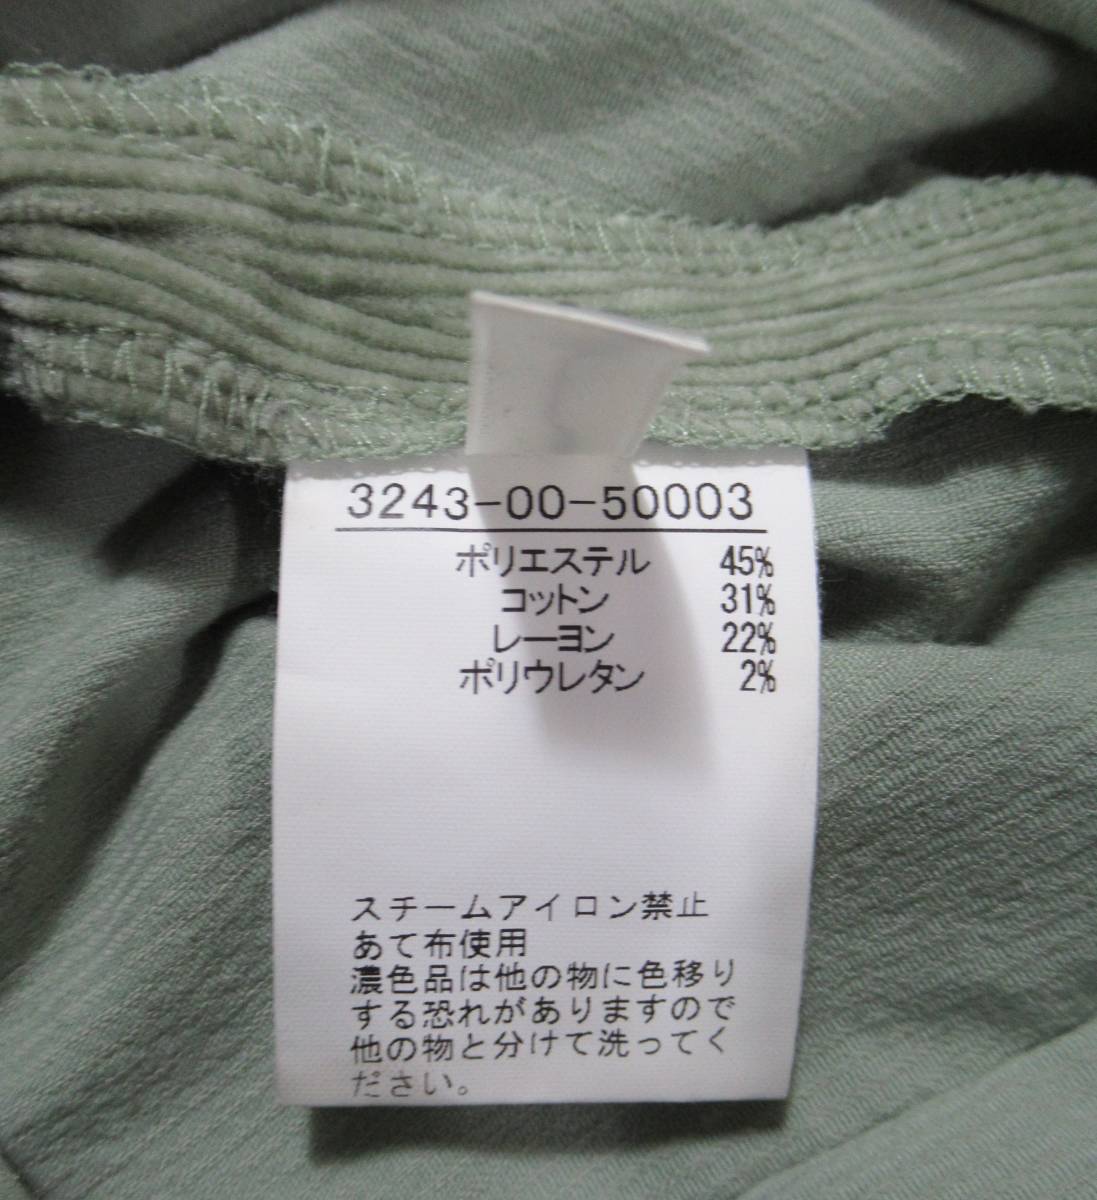 3243-00-50003
ポリエステル 45%
コットン 31%
レーヨン 22%
ポリウレタン 2%
スチームアイロン禁止
あて布使用
濃色品は他の物に色移り
する恐れがありますので
他の物と分けて洗ってく
ださい。